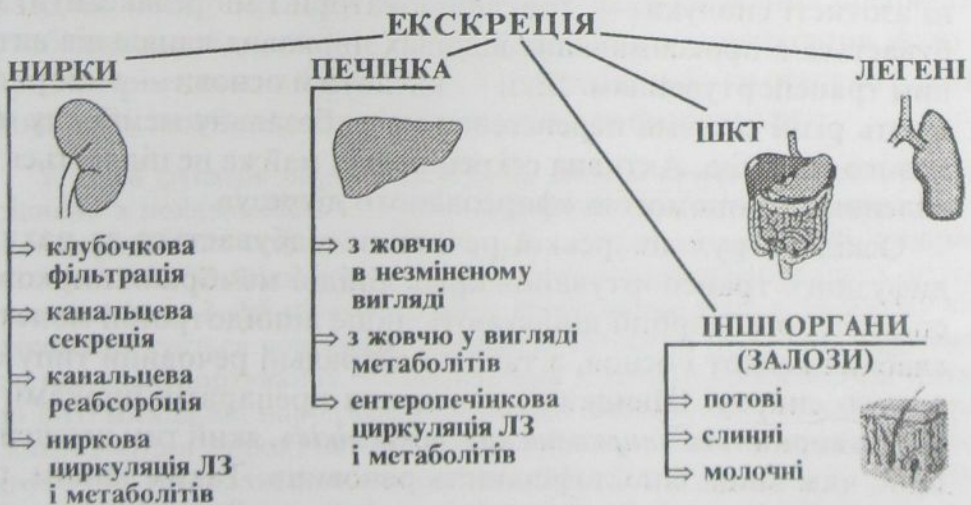 ЕКСКРЕЦІЯ
НИРКИ
ПЕЧІНКА
ЛЕГЕНІ
ШКТ
клубочкова
фільтрація
канальцева
секреція
канальцева
реабсорбція
ниркова
циркуляція ЛЗ
і метаболітів
з жовчю
в незміненому
вигляді
з жовчю у вигляді
метаболітів
ентеропечінкова
циркуляція ЛЗ
і метаболітів
ІНШІ ОРГАНИ
(ЗАЛОЗИ)
потові
слинні
молочні